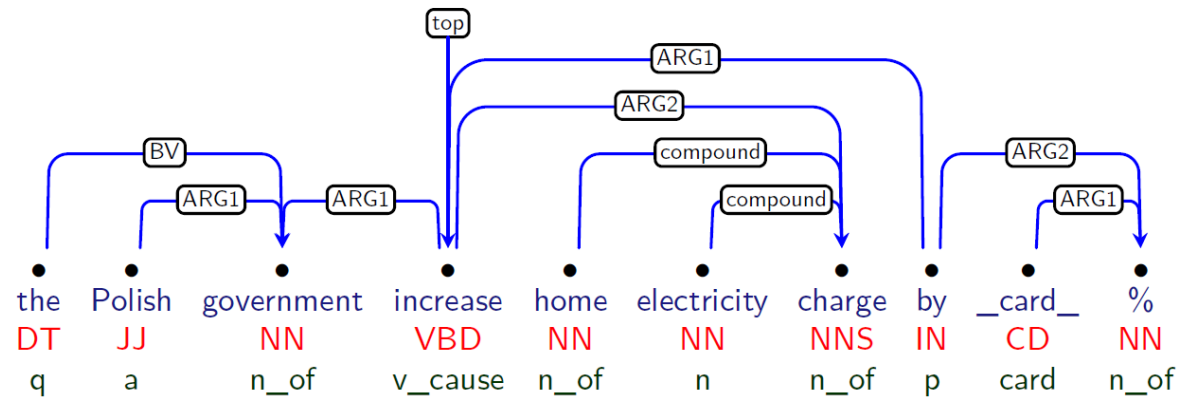 top
ARG1
ARG2
BV compound ARG2
ARG1 ARG1 compound ARG1
the Polish government increase home electricity charge by _card_ %
DT JJ NN VBD NN NN NNS IN CD NN
q a n_of v_cause n_of n n_of p card n_of